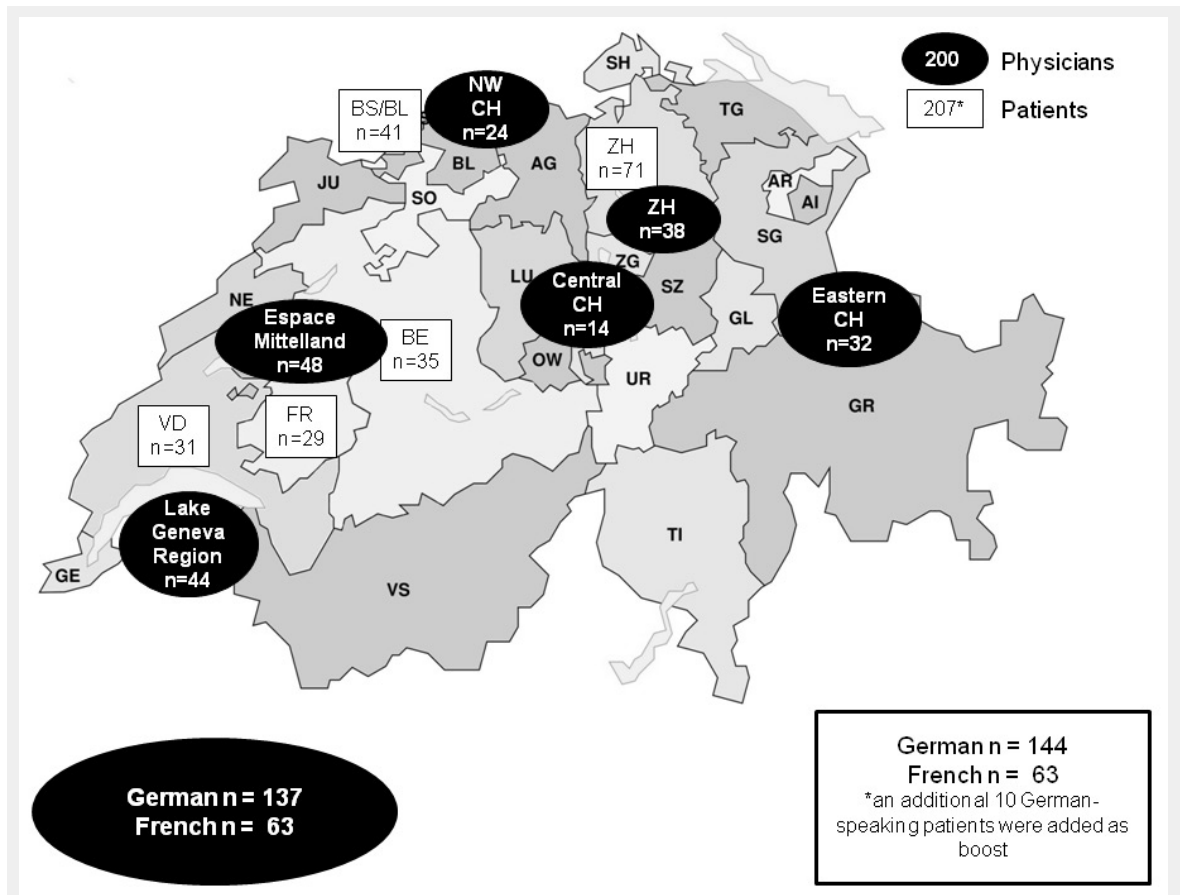 SH
200 Physicians
207* Patients
NW
CH
n=24
BS/BL
n=41
TG
ZH
n=71
BL
AG
JU
SO
AR
AI
ZH
n=38
SG
ZG
LU
SZ
Central
CH
n=14
Eastern
CH
n=32
NE
GL
Espace
Mittelland
n=48
BE
n=35
OW
UR
GR
VD
n=31
FR
n=29
Lake
Geneva
Region
n=44
TI
GE
VS
German n = 137
French n = 63
German n = 144
French n = 63
*an additional 10 German-
speaking patients were added as
boost